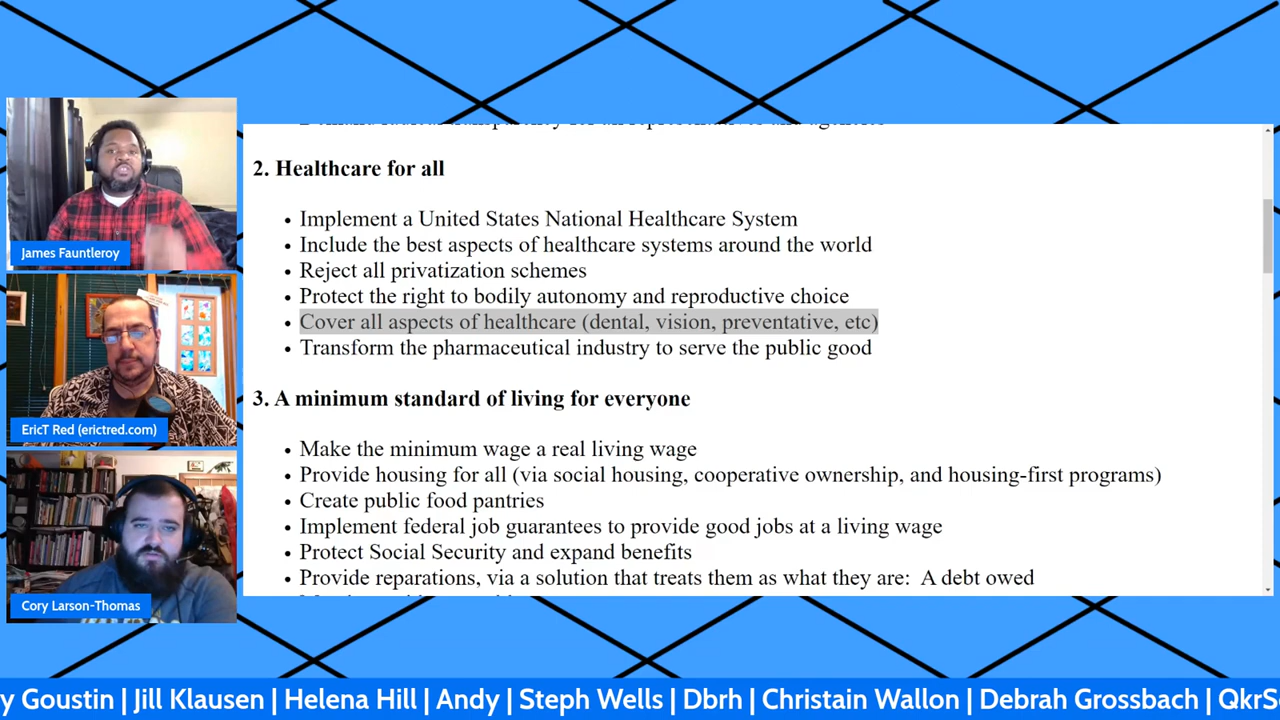 2. Healthcare for all
• Implement a United States National Healthcare System
• Include the best aspects of healthcare systems around the world
• Reject all privatization schemes
• Protect the right to bodily autonomy and reproductive choice
• Cover all aspects of healthcare (dental, vision, preventative, etc)
• Transform the pharmaceutical industry to serve the public good
3. A minimum standard of living for everyone
• Make the minimum wage a real living wage
• Provide housing for all (via social housing, cooperative ownership, and housing-first programs)
• Create public food pantries
• Implement federal job guarantees to provide good jobs at a living wage
• Protect Social Security and expand benefits
• Provide reparations, via a solution that treats them as what they are: A debt owed
James Fauntleroy
EricT Red (erictred.com)
Cory Larson-Thomas
y Goustin | Jill Klausen | Helena Hill | Andy | Steph Wells | Dbrh | Christain Wallon | Debrah Grossbach | QkrS